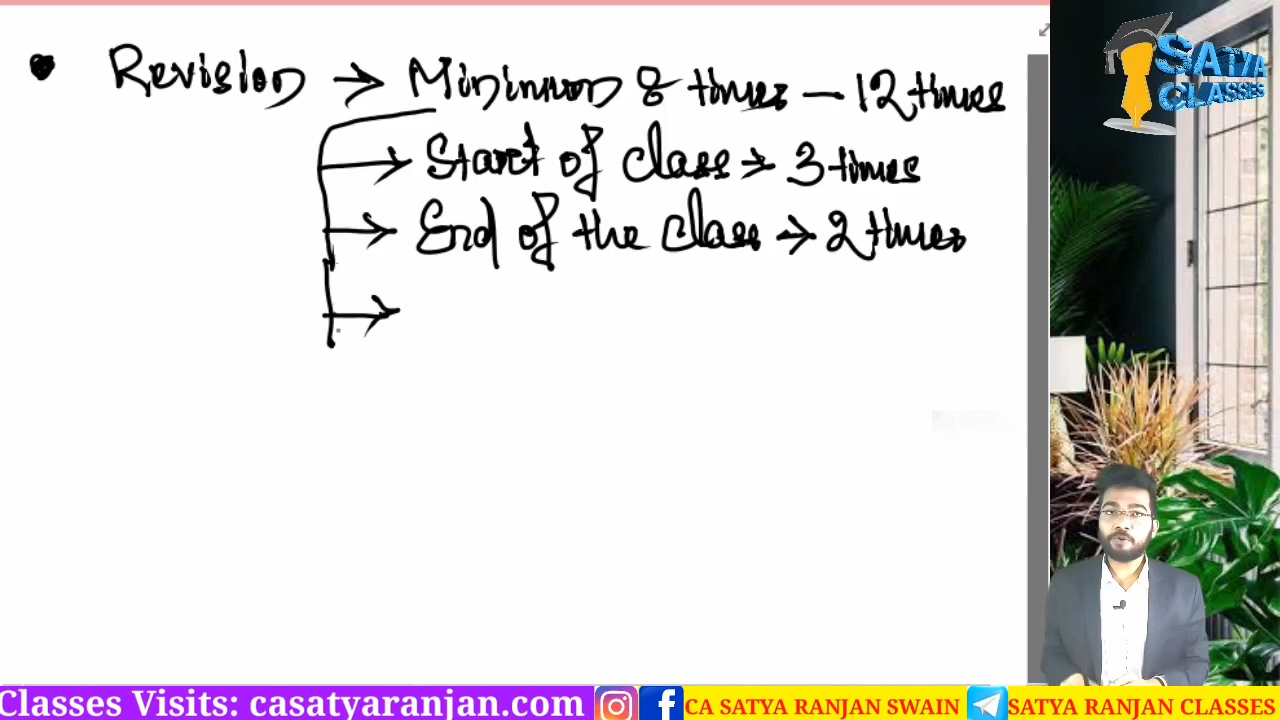 Revision → Minimum 8 times – 12 times
→ Start of class → 3 times
→ End of the class → 2 times
→
SATYA
CLASSES
Classes Visits: casatyaranjan.com
CA SATYA RANJAN SWAIN
SATYA RANJAN CLASSES